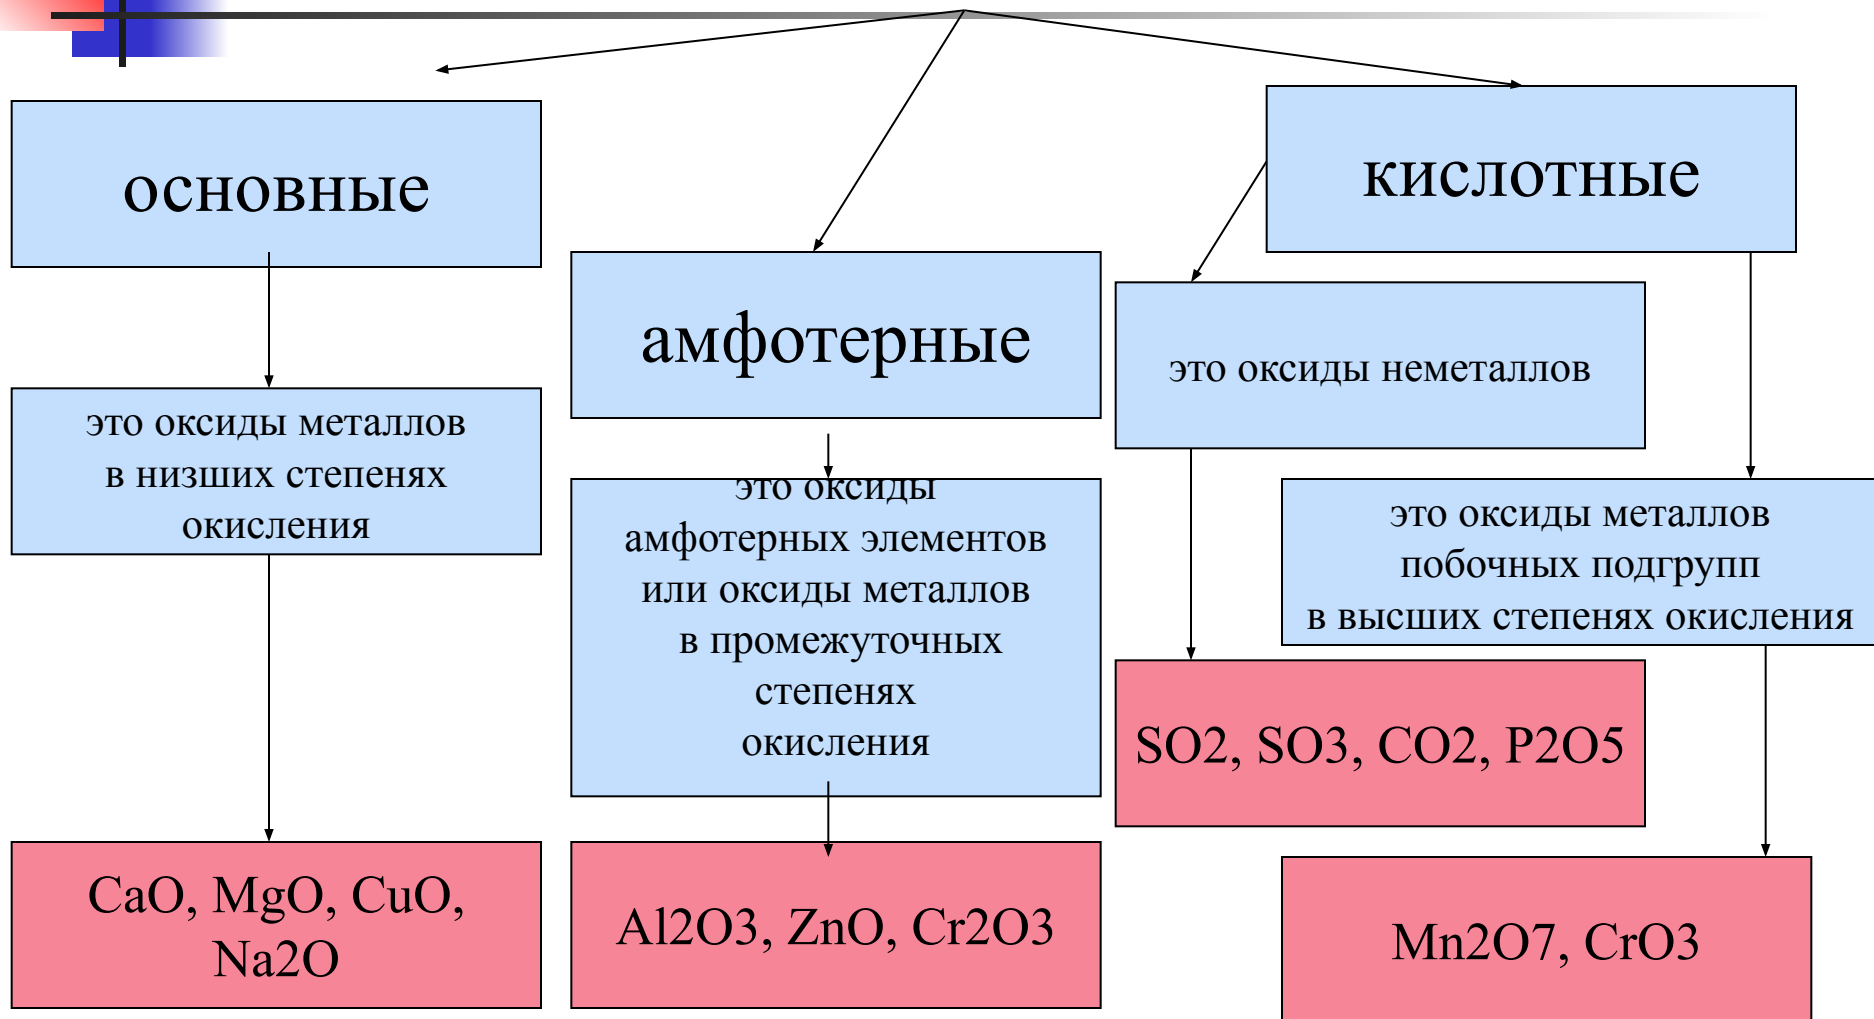 основные
это оксиды металлов
в низших степенях
окисления
CaO, MgO, CuO,
Na2O
амфотерные
это оксиды
амфотерных элементов
или оксиды металлов
в промежуточных
степенях
окисления
Al2O3, ZnO, Cr2O3
кислотные
это оксиды неметаллов
SO2, SO3, CO2, P2O5
это оксиды металлов
побочных подгрупп
в высших степенях окисления
Mn2O7, CrO3